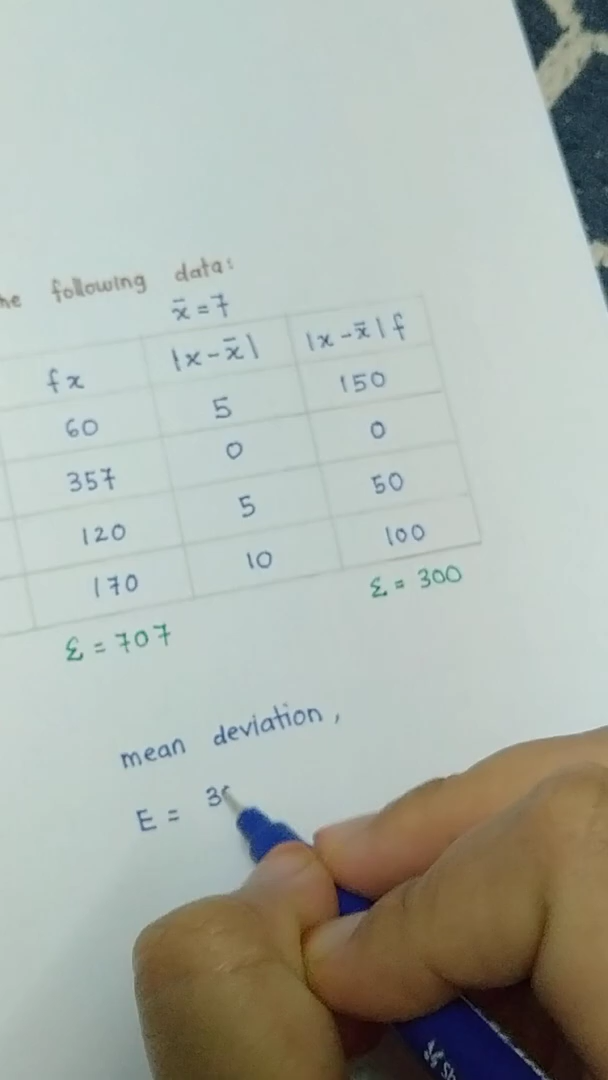 he following data:
x̄ = 7
fx |x - x̄| |x - x̄| f
60 5 150
357 0 0
120 5 50
170 10 100
Σ = 707 Σ = 300
mean deviation,
E = 30